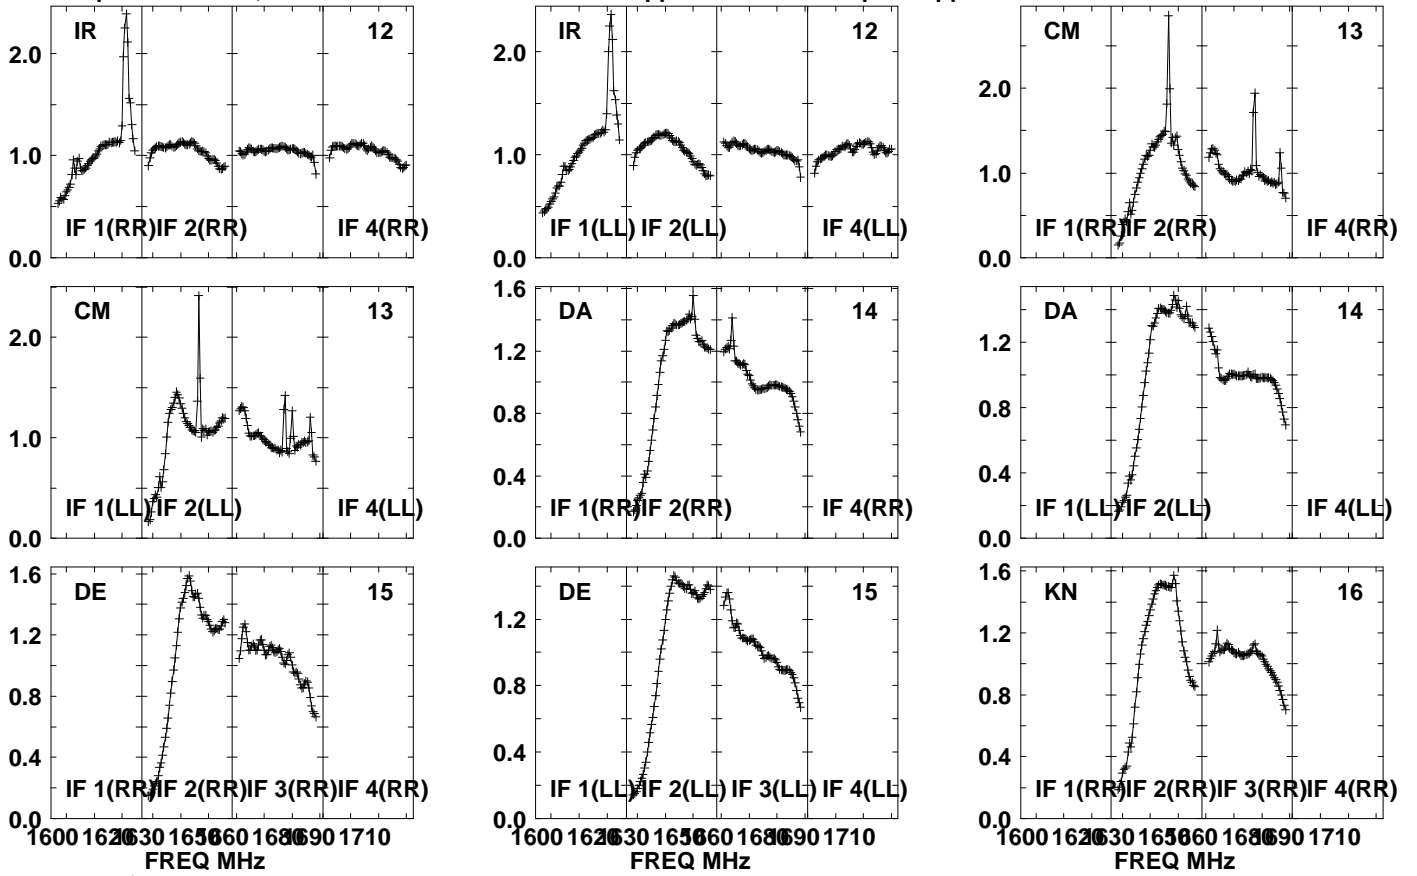 IR 12 IR 12 CM 13
2.0 2.0 2.0
1.0 1.0 1.0
IF 1(RR) IF 2(RR) IF 4(RR) IF 1(LL) IF 2(LL) IF 4(LL) IF 1(RR) IF 2(RR) IF 4(RR)
0.0 0.0 0.0
CM 13 DA 14 DA 14
2.0 1.6 1.6
1.2 1.2
1.0 0.8 0.8
0.4 0.4
IF 1(LL) IF 2(LL) IF 4(LL) IF 1(RR) IF 2(RR) IF 4(RR) IF 1(LL) IF 2(LL) IF 4(LL)
0.0 0.0 0.0
DE 15 DE 15 KN 16
1.6 1.6
1.2 1.2 1.2
0.8 0.8 0.8
0.4 0.4 0.4
IF 1(RR) IF 2(RR) IF 3(RR) IF 4(RR) IF 1(LL) IF 2(LL) IF 3(LL) IF 4(LL) IF 1(RR) IF 2(RR) IF 3(RR) IF 4(RR)
0.0 0.0 0.0
1600 1620 1630 1650 1660 1680 1690 1710 1600 1620 1630 1650 1660 1680 1690 1710 1600 1620 1630 1650 1660 1680 1690 1710
FREQ MHz FREQ MHz FREQ MHz